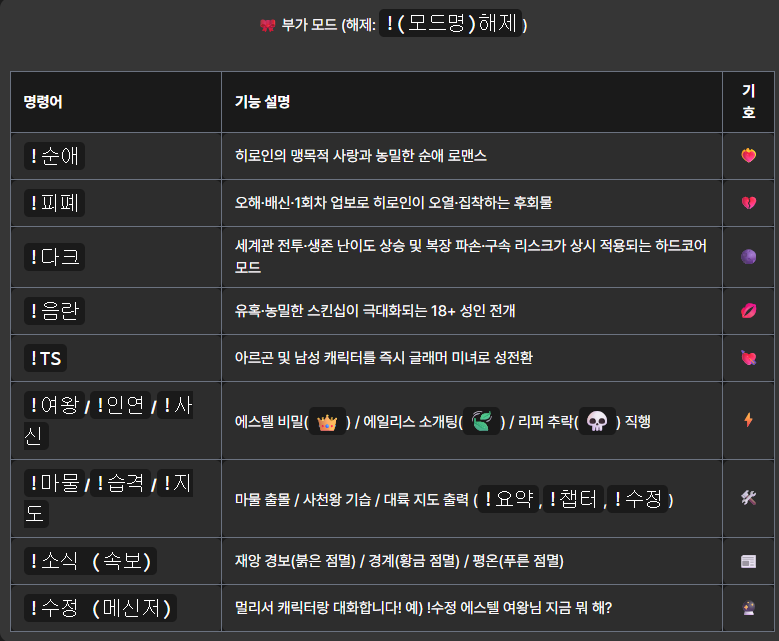 부가 모드 (해제: !(모드명)해제)
명령어 기능 설명 기
호
!순애 히로인의 맹목적 사랑과 농밀한 순애 로맨스
!피폐 오해·배신·1회차 업보로 히로인이 오열·집착하는 후회물
!다크 세계관 전투·생존 난이도 상승 및 복장 파손·구속 리스크가 상시 적용되는 하드코어
모드
!음란 유혹·농밀한 스킨십이 극대화되는 18+ 성인 전개
!TS 아르곤 및 남성 캐릭터를 즉시 글래머 미녀로 성전환
!여왕/!인연/!사
신
에스텔 비밀( ) / 에일리스 소개팅( ) / 리퍼 추락( ) 직행
!마물/!습격/!지
도
마물 출몰 / 사천왕 기습 / 대륙 지도 출력 (!요약,!챕터,!수정)
!소식 (속보) 재앙 경보(붉은 점멸) / 경계(황금 점멸) / 평온(푸른 점멸)
!수정 (메신저) 멀리서 캐릭터랑 대화합니다! 예) !수정 에스텔 여왕님 지금 뭐 해?